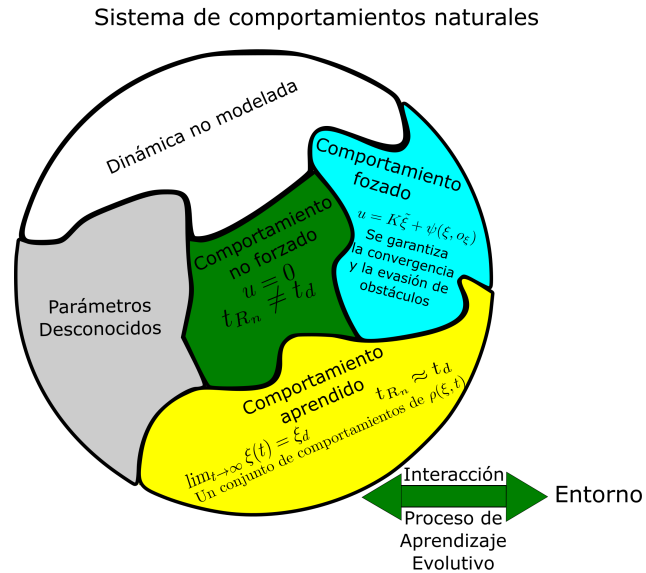 Sistema de comportamientos naturales
Dinámica no modelada
Comportamiento
fozado
u = Kξ̃ + ψ(ξ, o_ξ)
Se garantiza
la convergencia
y la evasión de
obstáculos
Comportamiento
no forzado
u = 0
t_{R_n} ≠ t_d
Parámetros
Desconocidos
Comportamiento
aprendido
t_{R_n} ≈ t_d
lim_{t→∞} ξ(t) = ξ_d
Un conjunto de comportamientos de ρ(ξ, t)
Interacción
Entorno
Proceso de
Aprendizaje
Evolutivo